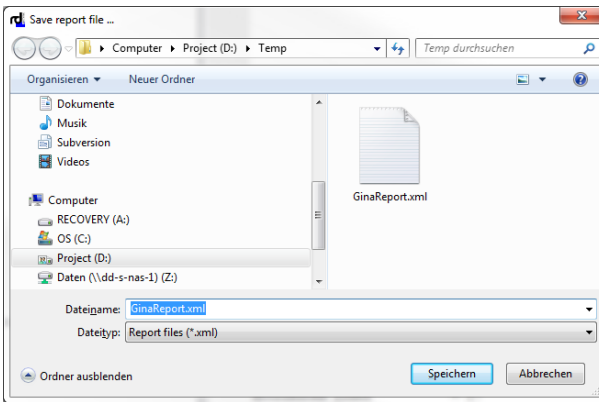 Save report file ...
Computer ▸ Project (D:) ▸ Temp
Temp durchsuchen
Organisieren
Neuer Ordner
Dokumente
Musik
Subversion
Videos
Computer
RECOVERY (A:)
OS (C:)
Project (D:)
Daten (\\dd-s-nas-1) (Z:)
GinaReport.xml
Dateiname: GinaReport.xml
Dateityp: Report files (*.xml)
Ordner ausblenden
Speichern
Abbrechen